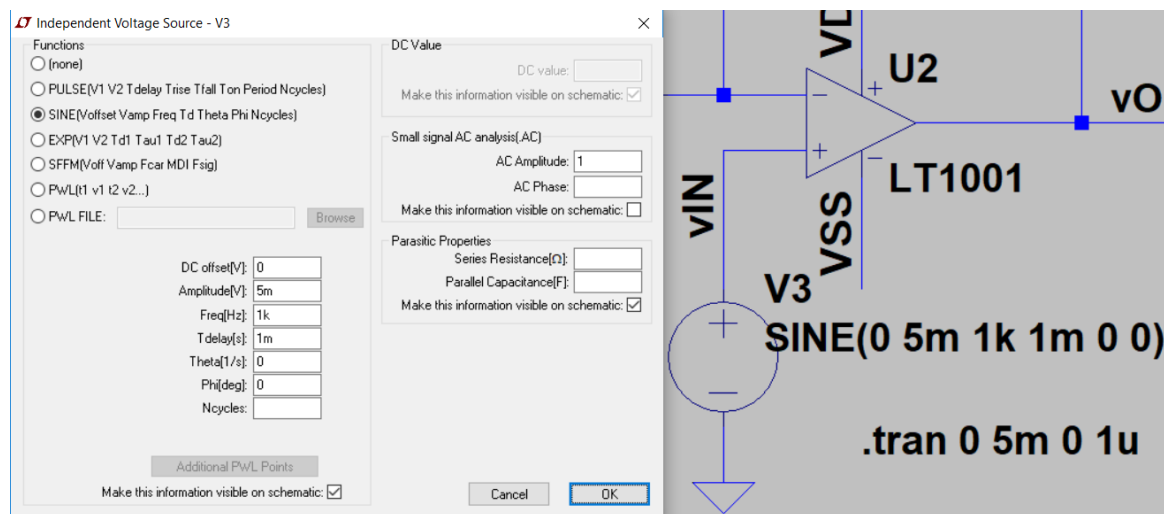 Independent Voltage Source - V3
Functions
(none)
PULSE(V1 V2 Tdelay Trise Tfall Ton Period Ncycles)
SINE(Voffset Vamp Freq Td Theta Phi Ncycles)
EXP(V1 V2 Td1 Tau1 Td2 Tau2)
SFFM(Voff Vamp Fcar MDI Fsig)
PWL(t1 v1 t2 v2...)
PWL FILE: Browse
DC offset[V]: 0
Amplitude[V]: 5m
Freq[Hz]: 1k
Tdelay[s]: 1m
Theta[1/s]: 0
Phi[deg]: 0
Ncycles:
Additional PWL Points
Make this information visible on schematic:
DC Value
DC value:
Make this information visible on schematic:
Small signal AC analysis(.AC)
AC Amplitude: 1
AC Phase:
Make this information visible on schematic:
Parasitic Properties
Series Resistance[Ω]:
Parallel Capacitance[F]:
Make this information visible on schematic:
Cancel OK
VD
U2
vO
LT1001
vIN
VSS
V3
SINE(0 5m 1k 1m 0 0)
.tran 0 5m 0 1u